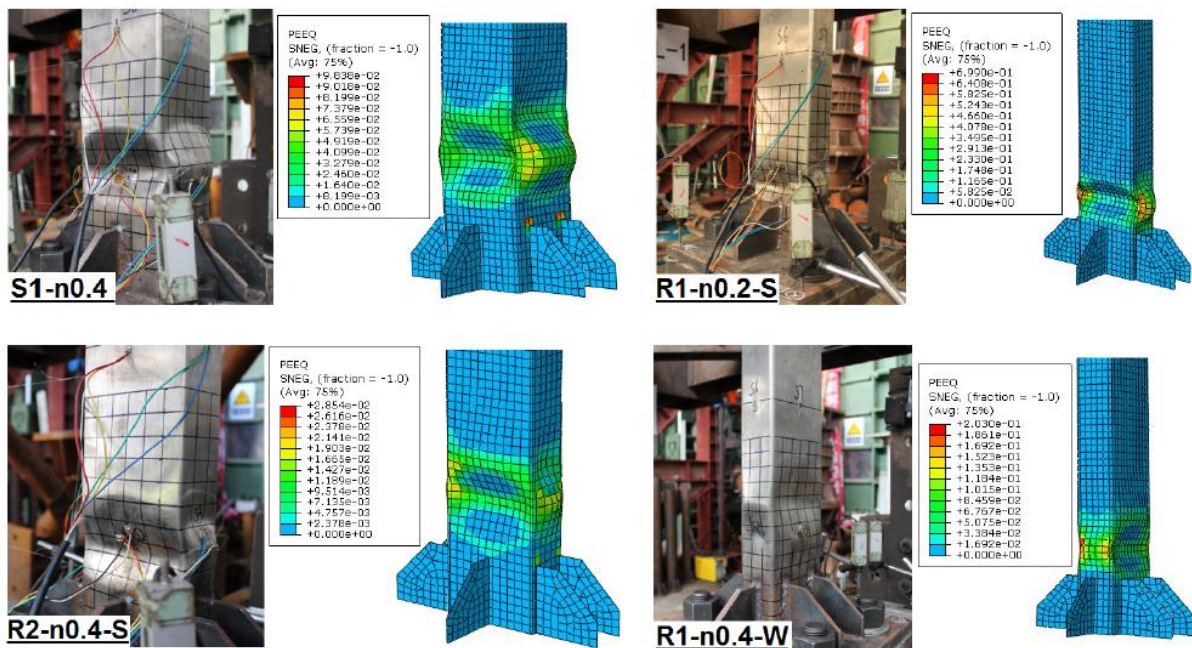 PEEQ
SNEG, (fraction = -1.0)
(Avg: 75%)
+9.838e-02
+9.018e-02
+8.199e-02
+7.379e-02
+6.559e-02
+5.739e-02
+4.919e-02
+4.099e-02
+3.279e-02
+2.460e-02
+1.640e-02
+8.199e-03
+0.000e+00
S1-n0.4
56
57
-1
PEEQ
SNEG, (fraction = -1.0)
(Avg: 75%)
+6.990e-01
+6.408e-01
+5.825e-01
+5.243e-01
+4.660e-01
+4.078e-01
+3.495e-01
+2.913e-01
+2.330e-01
+1.748e-01
+1.165e-01
+5.825e-02
+0.000e+00
R1-n0.2-S
PEEQ
SNEG, (fraction = -1.0)
(Avg: 75%)
+2.854e-02
+2.616e-02
+2.378e-02
+2.141e-02
+1.903e-02
+1.665e-02
+1.427e-02
+1.189e-02
+9.514e-03
+7.135e-03
+4.757e-03
+2.378e-03
+0.000e+00
R2-n0.4-S
56
57
PEEQ
SNEG, (fraction = -1.0)
(Avg: 75%)
+2.030e-01
+1.861e-01
+1.692e-01
+1.523e-01
+1.353e-01
+1.184e-01
+1.015e-01
+8.459e-02
+6.767e-02
+5.075e-02
+3.384e-02
+1.692e-02
+0.000e+00
R1-n0.4-W